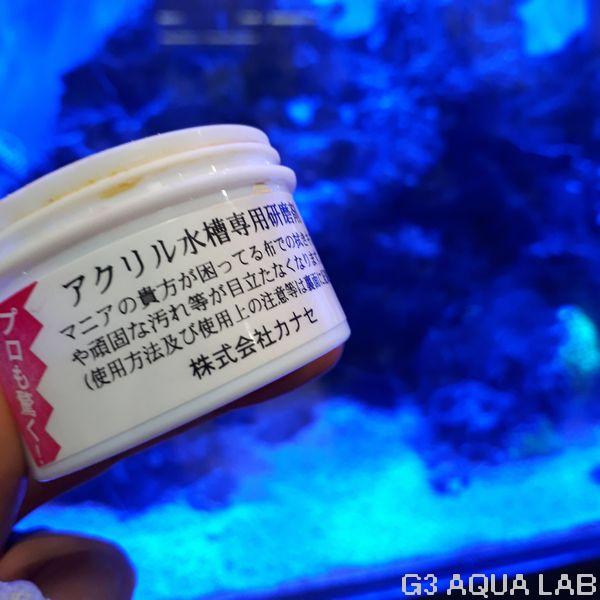 アクリル水槽専用研磨剤
マニアの貴方が困ってる布での拭き
や頑固な汚れ等が目立たなくなります
(使用方法及び使用上の注意等は裏面に
株式会社カナセ
プロも驚く!
G3 AQUA LAB